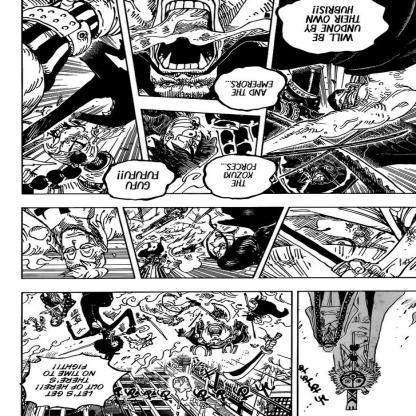 LET'S GET
OUT OF HERE!!
THERE'S
NO TIME TO
FIGHT!!
GUFU
FUFUFU!!
THE
KOZUKI
FORCES...
AND THE
EMPERORS...
WILL BE
UNDONE BY
THEIR OWN
HUBRIS!!